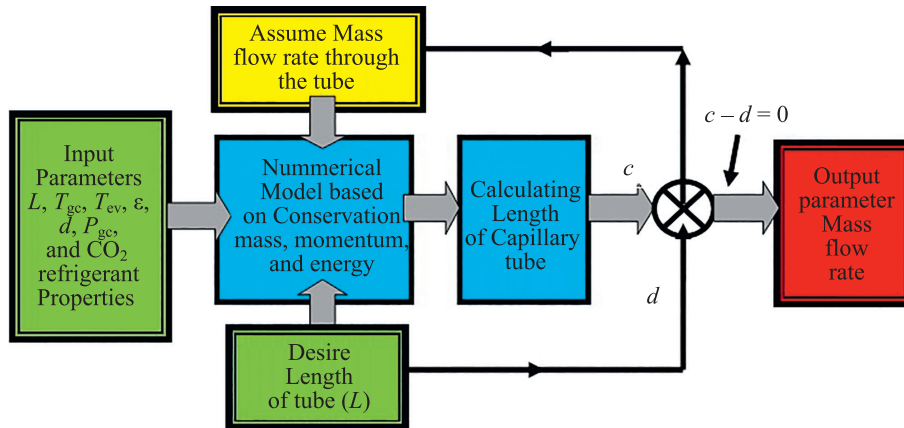 Assume Mass
flow rate through
the tube
Input
Parameters
L, Tgc, Tev, ε,
d, Pgc,
and CO2
refrigerant
Properties
Nummerical
Model based
on Conservation
mass, momentum,
and energy
Calculating
Length
of Capillary
tube
c
d
c – d = 0
Output
parameter
Mass
flow
rate
Desire
Length
of tube (L)